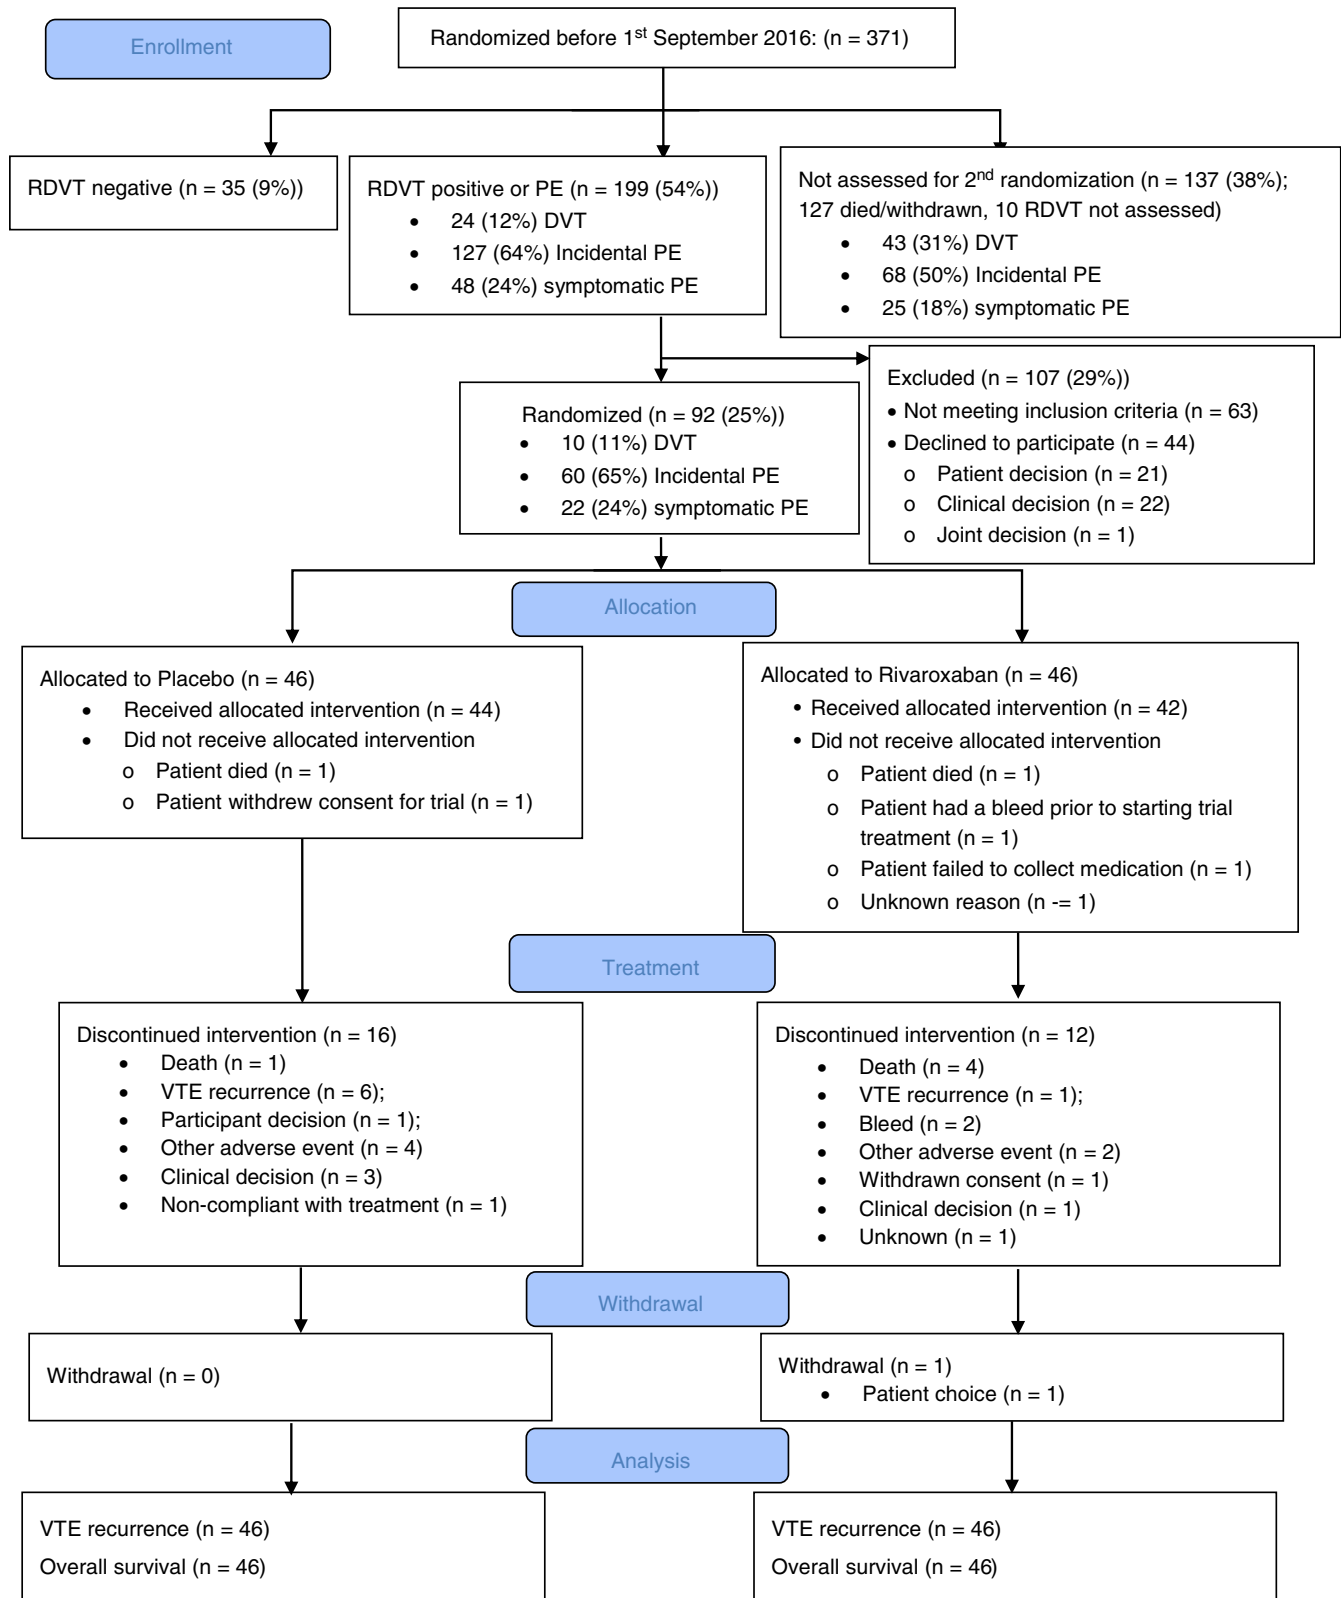 Enrollment
Randomized before 1st September 2016: (n = 371)
RDVT negative (n = 35 (9%))
RDVT positive or PE (n = 199 (54%))
• 24 (12%) DVT
• 127 (64%) Incidental PE
• 48 (24%) symptomatic PE
Not assessed for 2nd randomization (n = 137 (38%);
127 died/withdrawn, 10 RDVT not assessed)
• 43 (31%) DVT
• 68 (50%) Incidental PE
• 25 (18%) symptomatic PE
Excluded (n = 107 (29%))
• Not meeting inclusion criteria (n = 63)
• Declined to participate (n = 44)
o Patient decision (n = 21)
o Clinical decision (n = 22)
o Joint decision (n = 1)
Randomized (n = 92 (25%))
• 10 (11%) DVT
• 60 (65%) Incidental PE
• 22 (24%) symptomatic PE
Allocation
Allocated to Placebo (n = 46)
• Received allocated intervention (n = 44)
• Did not receive allocated intervention
o Patient died (n = 1)
o Patient withdrew consent for trial (n = 1)
Allocated to Rivaroxaban (n = 46)
• Received allocated intervention (n = 42)
• Did not receive allocated intervention
o Patient died (n = 1)
o Patient had a bleed prior to starting trial
treatment (n = 1)
o Patient failed to collect medication (n = 1)
o Unknown reason (n -= 1)
Treatment
Discontinued intervention (n = 16)
• Death (n = 1)
• VTE recurrence (n = 6);
• Participant decision (n = 1);
• Other adverse event (n = 4)
• Clinical decision (n = 3)
• Non-compliant with treatment (n = 1)
Discontinued intervention (n = 12)
• Death (n = 4)
• VTE recurrence (n = 1);
• Bleed (n = 2)
• Other adverse event (n = 2)
• Withdrawn consent (n = 1)
• Clinical decision (n = 1)
• Unknown (n = 1)
Withdrawal
Withdrawal (n = 0)
Withdrawal (n = 1)
• Patient choice (n = 1)
Analysis
VTE recurrence (n = 46)
Overall survival (n = 46)
VTE recurrence (n = 46)
Overall survival (n = 46)